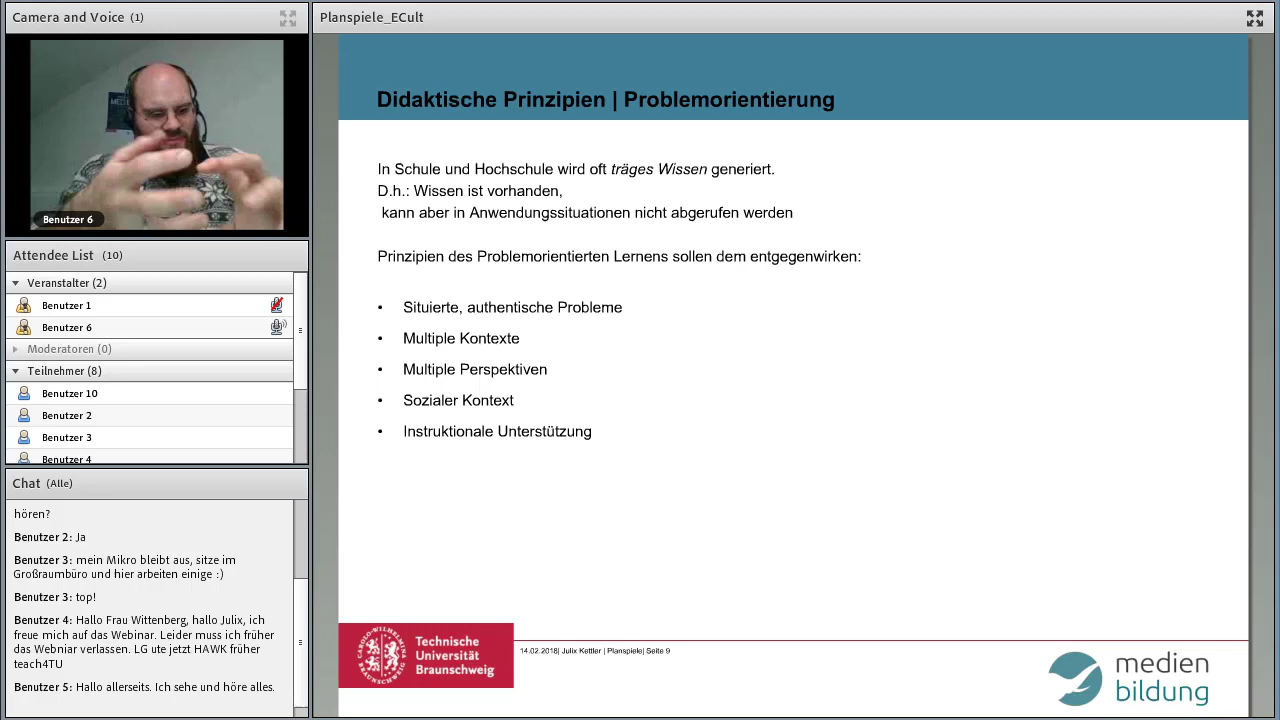 Camera and Voice (1)
Benutzer 6
Attendee List (10)
Veranstalter (2)
Benutzer 1
Benutzer 6
Moderatoren (0)
Teilnehmer (8)
Benutzer 10
Benutzer 2
Benutzer 3
Benutzer 4
Chat (Alle)
hören?
Benutzer 2: Ja
Benutzer 3: mein Mikro bleibt aus, sitze im
Großraumbüro und hier arbeiten einige :)
Benutzer 3: top!
Benutzer 4: Hallo Frau Wittenberg, hallo Julix, ich
freue mich auf das Webinar. Leider muss ich früher
das Webniar verlassen. LG ute jetzt HAWK früher
teach4TU
Benutzer 5: Hallo allerseits. Ich sehe und höre alles.
Planspiele_ECult
Didaktische Prinzipien | Problemorientierung
In Schule und Hochschule wird oft träges Wissen generiert.
D.h.: Wissen ist vorhanden,
kann aber in Anwendungssituationen nicht abgerufen werden
Prinzipien des Problemorientierten Lernens sollen dem entgegenwirken:
• Situierte, authentische Probleme
• Multiple Kontexte
• Multiple Perspektiven
• Sozialer Kontext
• Instruktionale Unterstützung
Technische
Universität
Braunschweig
14.02.2018| Julix Kettler | Planspiele| Seite 9
medien
bildung